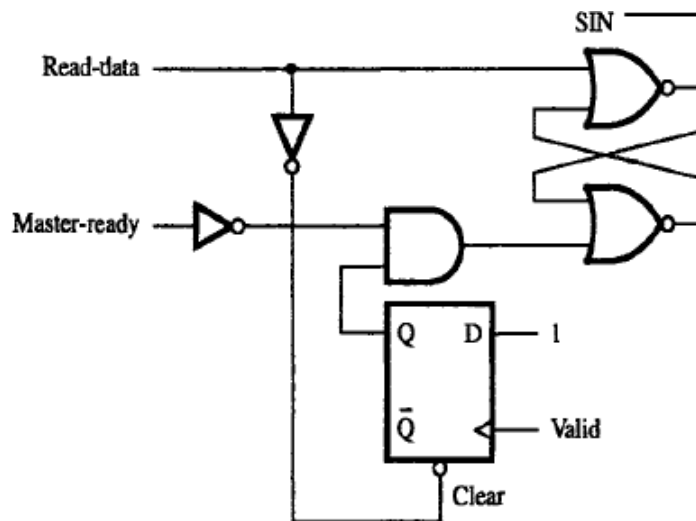 SIN
Read-data
Master-ready
Q D 1
Q̄ Valid
Clear